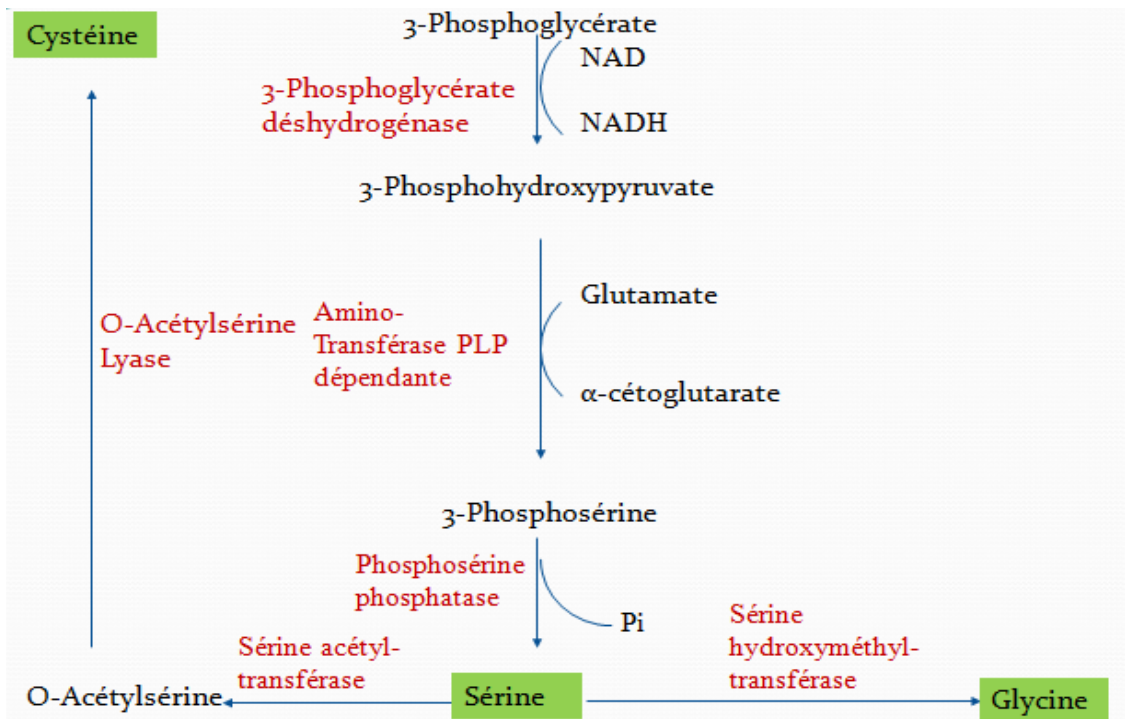 Cystéine
3-Phosphoglycérate
NAD
3-Phosphoglycérate
déshydrogénase
NADH
3-Phosphohydroxypyruvate
Glutamate
O-Acétylsérine
Lyase
Amino-
Transférase PLP
dépendante
α-cétoglutarate
3-Phosphosérine
Phosphosérine
phosphatase
Pi
Sérine
hydroxyméthyl-
transférase
Sérine acétyl-
transférase
O-Acétylsérine
Sérine
Glycine